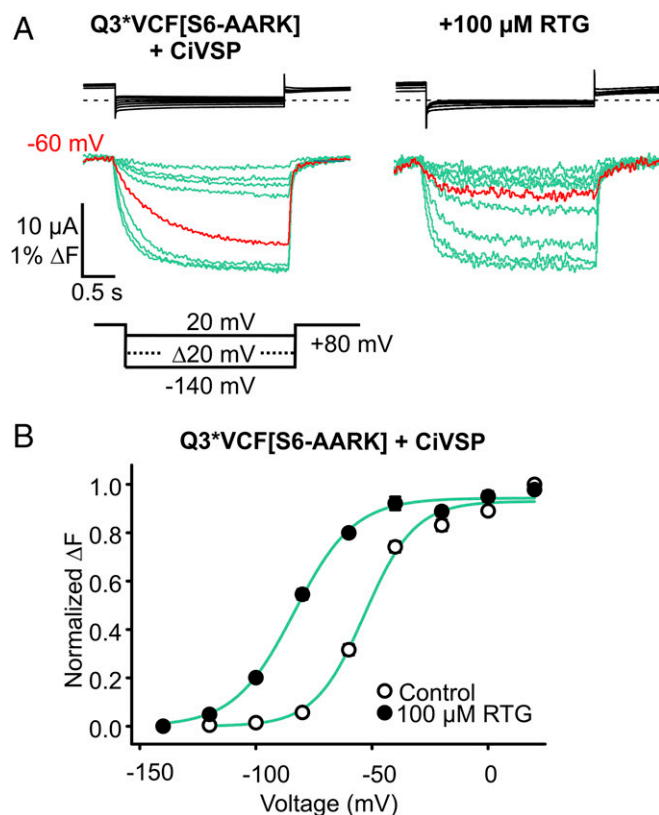 A
Q3*VCF[S6-AARK]
+ CiVSP
+100 µM RTG
-60 mV
10 µA
1% ΔF
0.5 s
20 mV
Δ20 mV
+80 mV
-140 mV
B
Q3*VCF[S6-AARK] + CiVSP
Normalized ΔF
1.0
0.8
0.6
0.4
0.2
0.0
Control
100 µM RTG
-150 -100 -50 0
Voltage (mV)